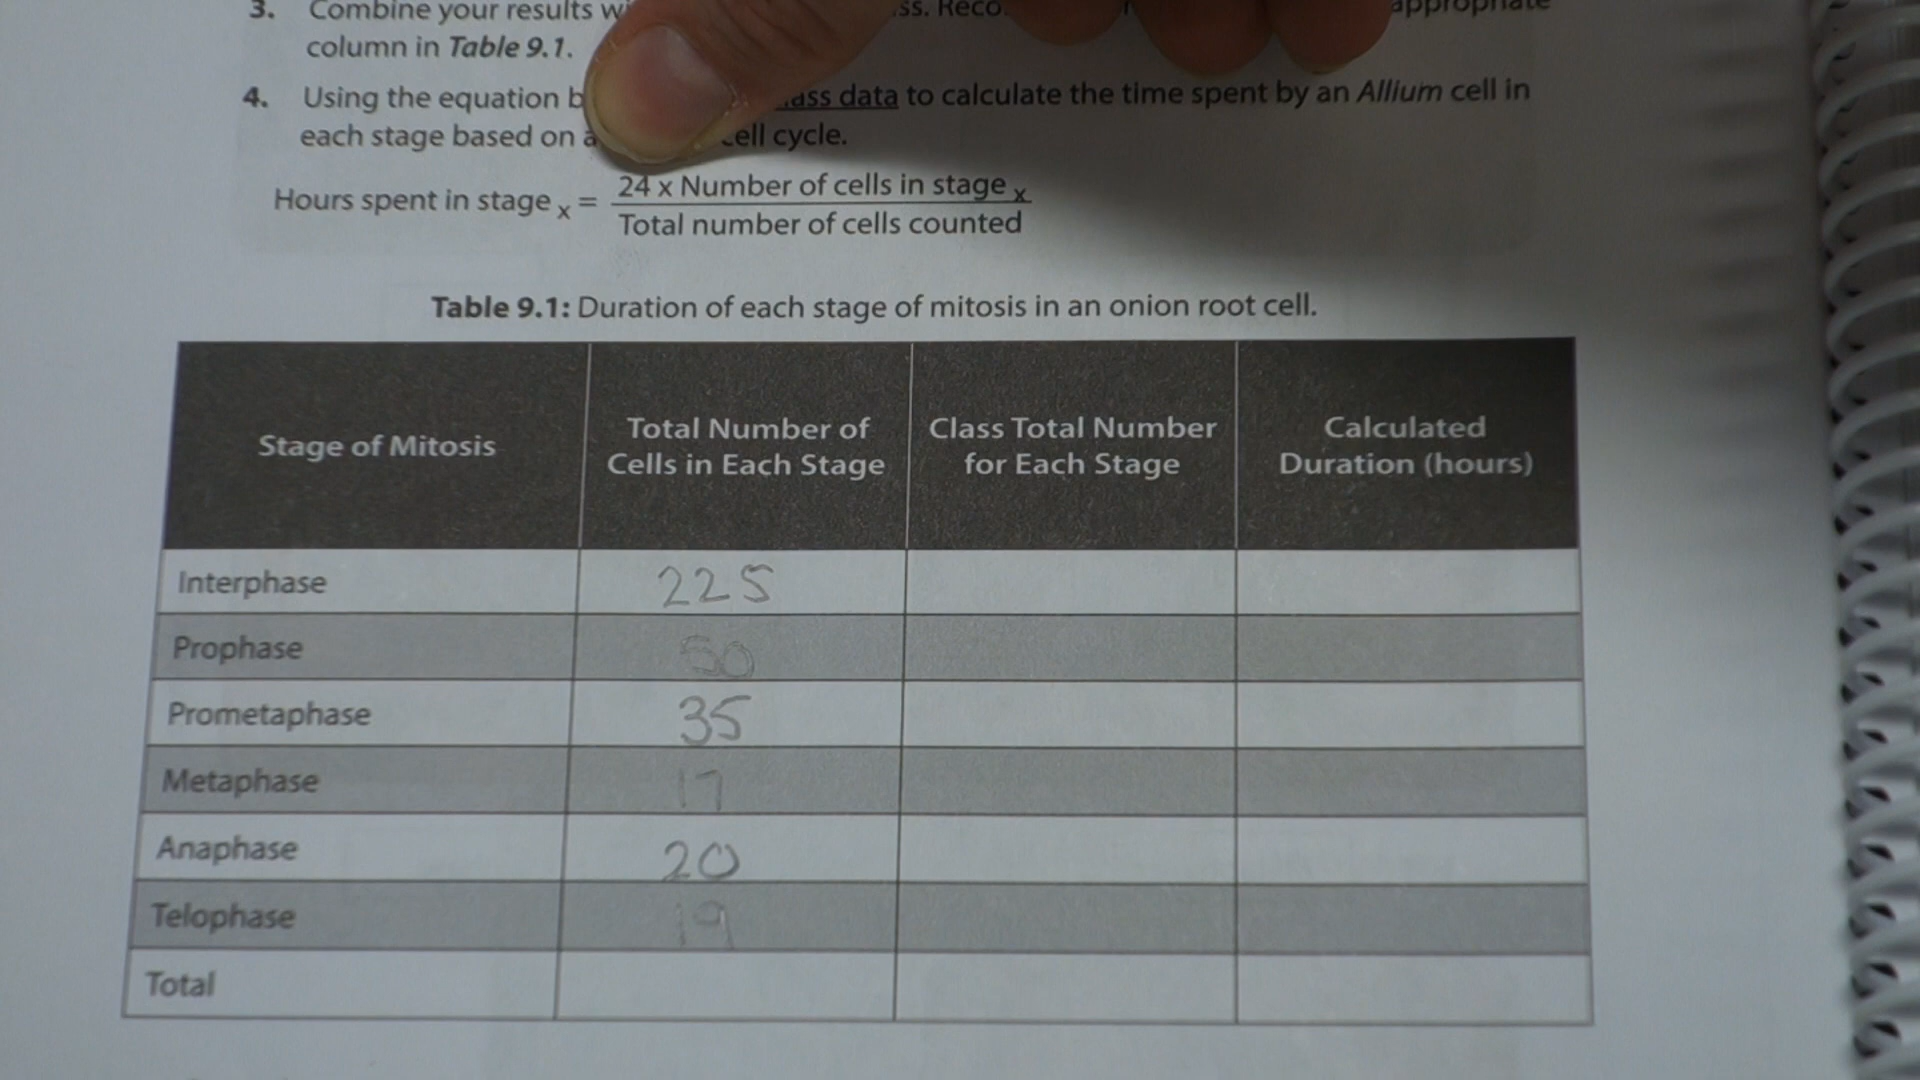 3. Combine your results
column in Table 9.1.
4. Using the equation data to calculate the time spent by an Allium cell in
each stage based on cycle.
Hours spent in stage x = 24 x Number of cells in stage x
Total number of cells counted
Table 9.1: Duration of each stage of mitosis in an onion root cell.
Stage of Mitosis Total Number of Cells in Each Stage Class Total Number for Each Stage Calculated Duration (hours)
Interphase 225
Prophase 50
Prometaphase 35
Metaphase 17
Anaphase 20
Telophase 19
Total